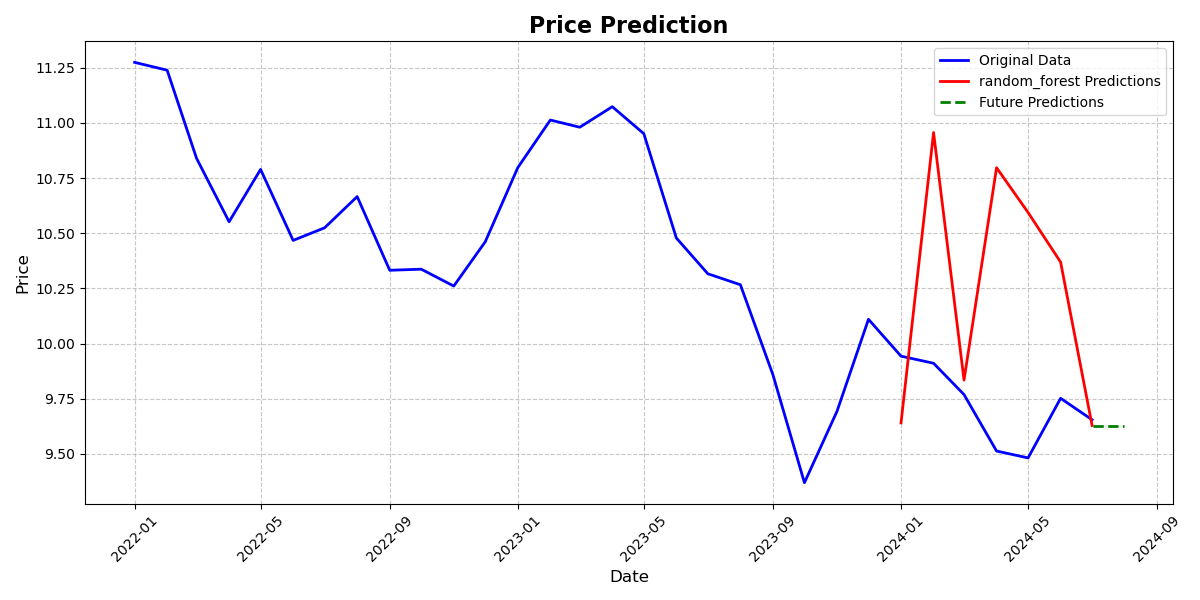 Price Prediction
Original Data
random_forest Predictions
Future Predictions
Price
11.25
11.00
10.75
10.50
10.25
10.00
9.75
9.50
2022-01
2022-05
2022-09
2023-01
2023-05
2023-09
2024-01
2024-05
2024-09
Date